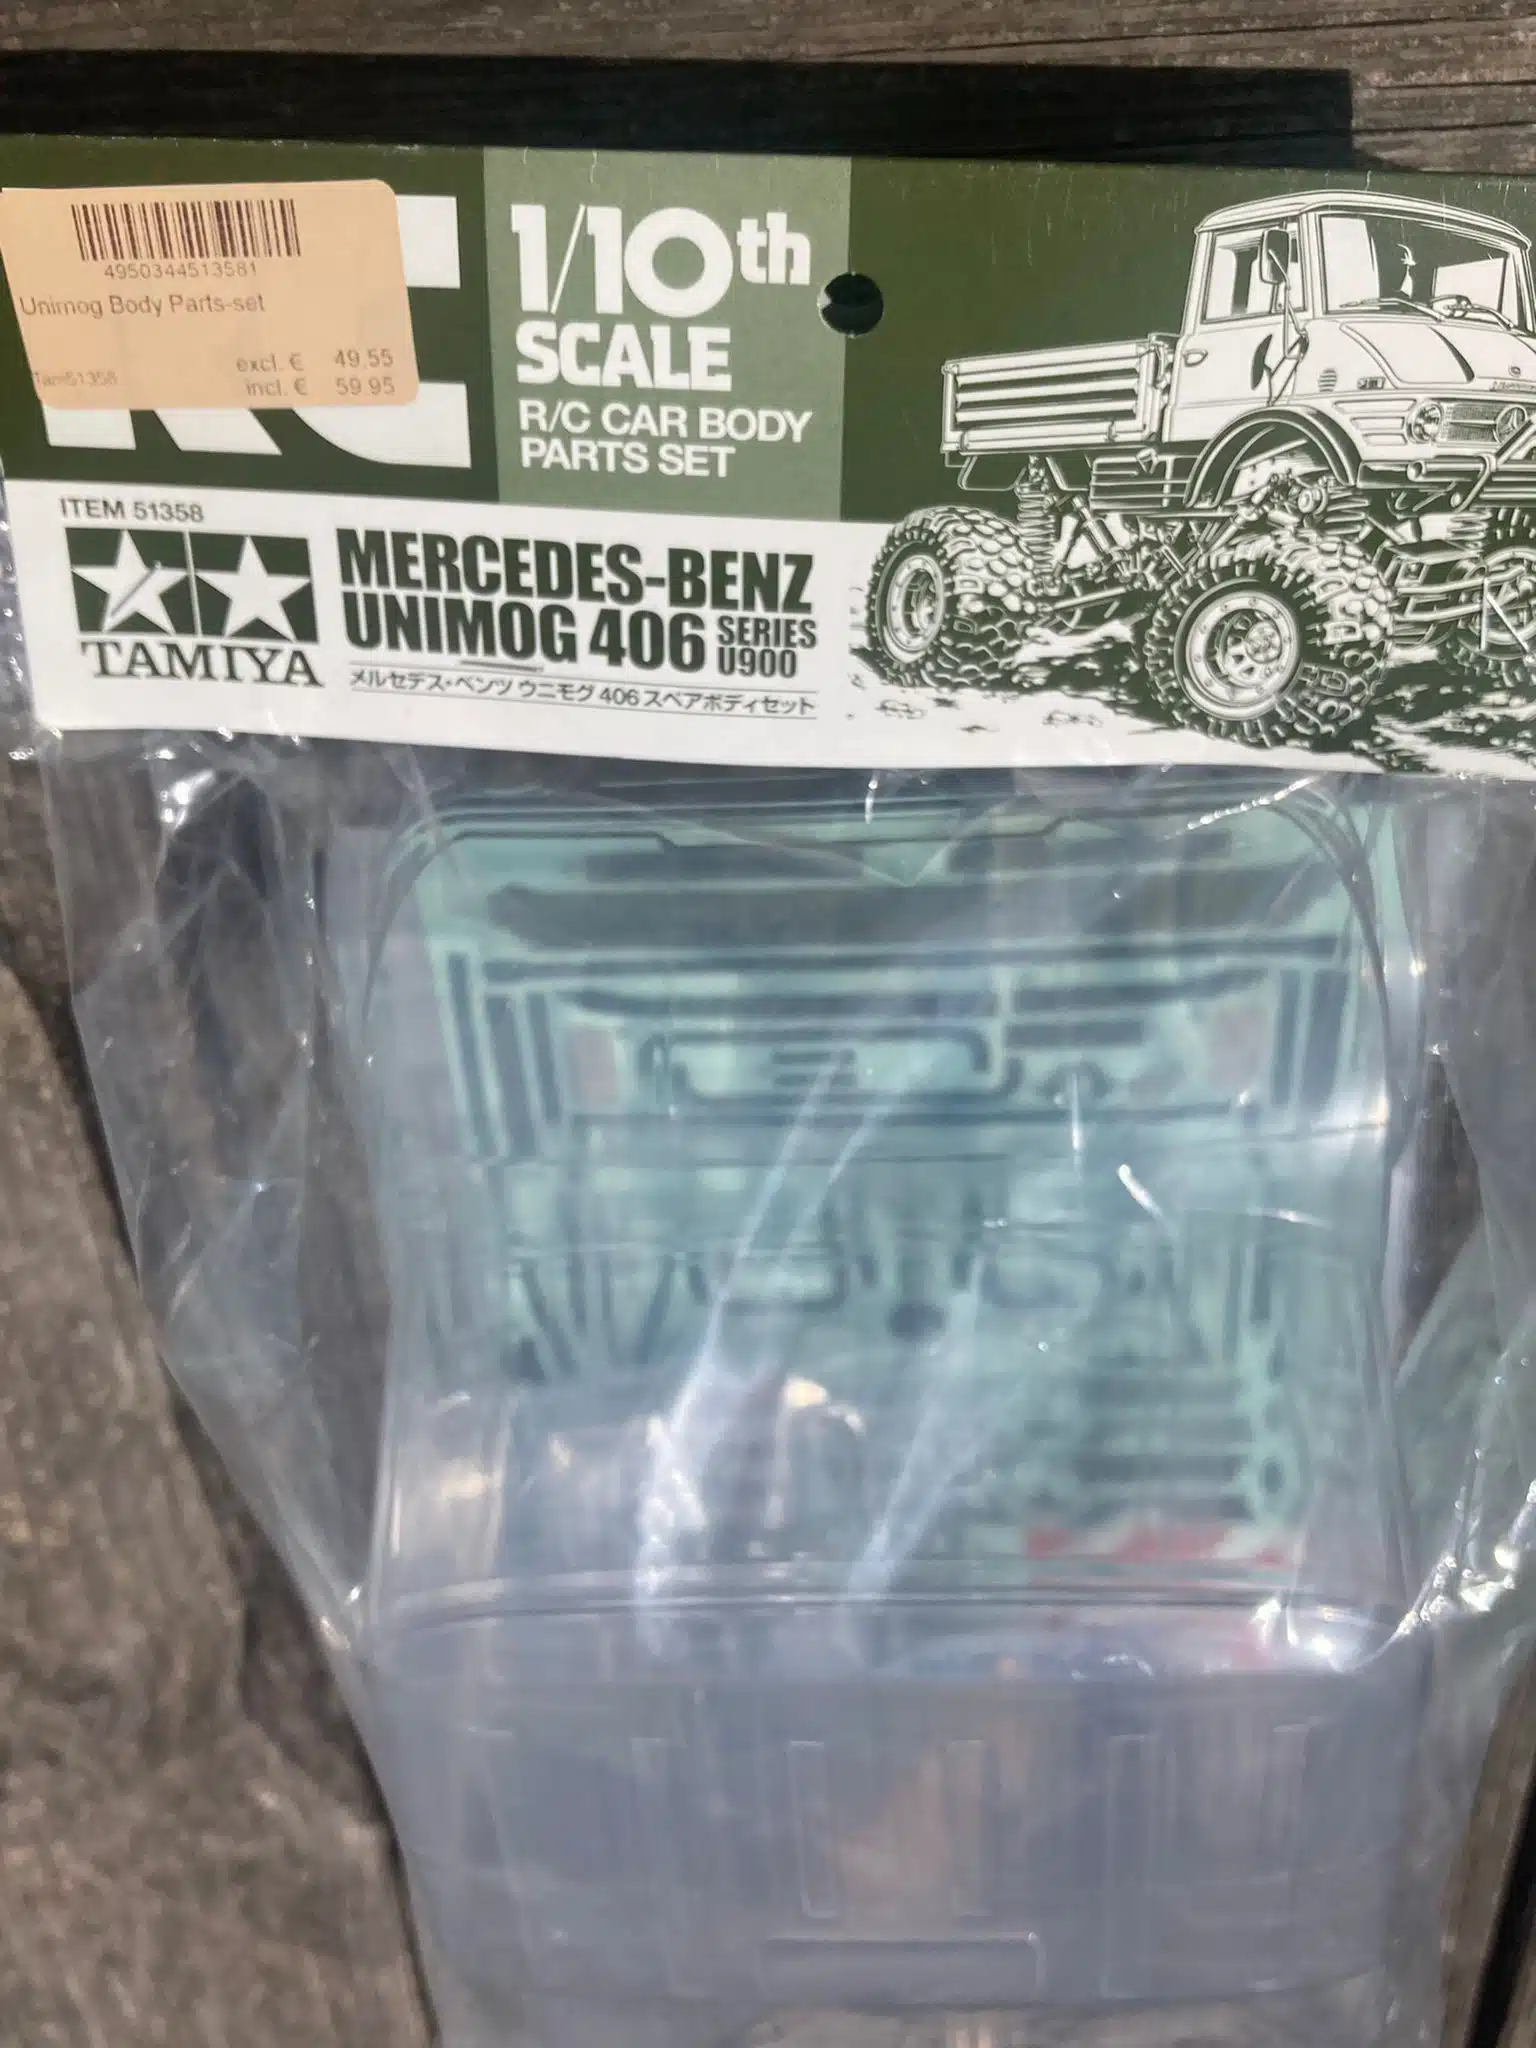 4950344513581
Unimog Body Parts-set
excl. € 49,55
Tam51358
incl. € 59.95
RC
1/10th
SCALE
R/C CAR BODY
PARTS SET
ITEM 51358
TAMIYA
MERCEDES-BENZ
UNIMOG 406 SERIES U900
メルセデス・ベンツ ウニモグ 406 スペアボディセット